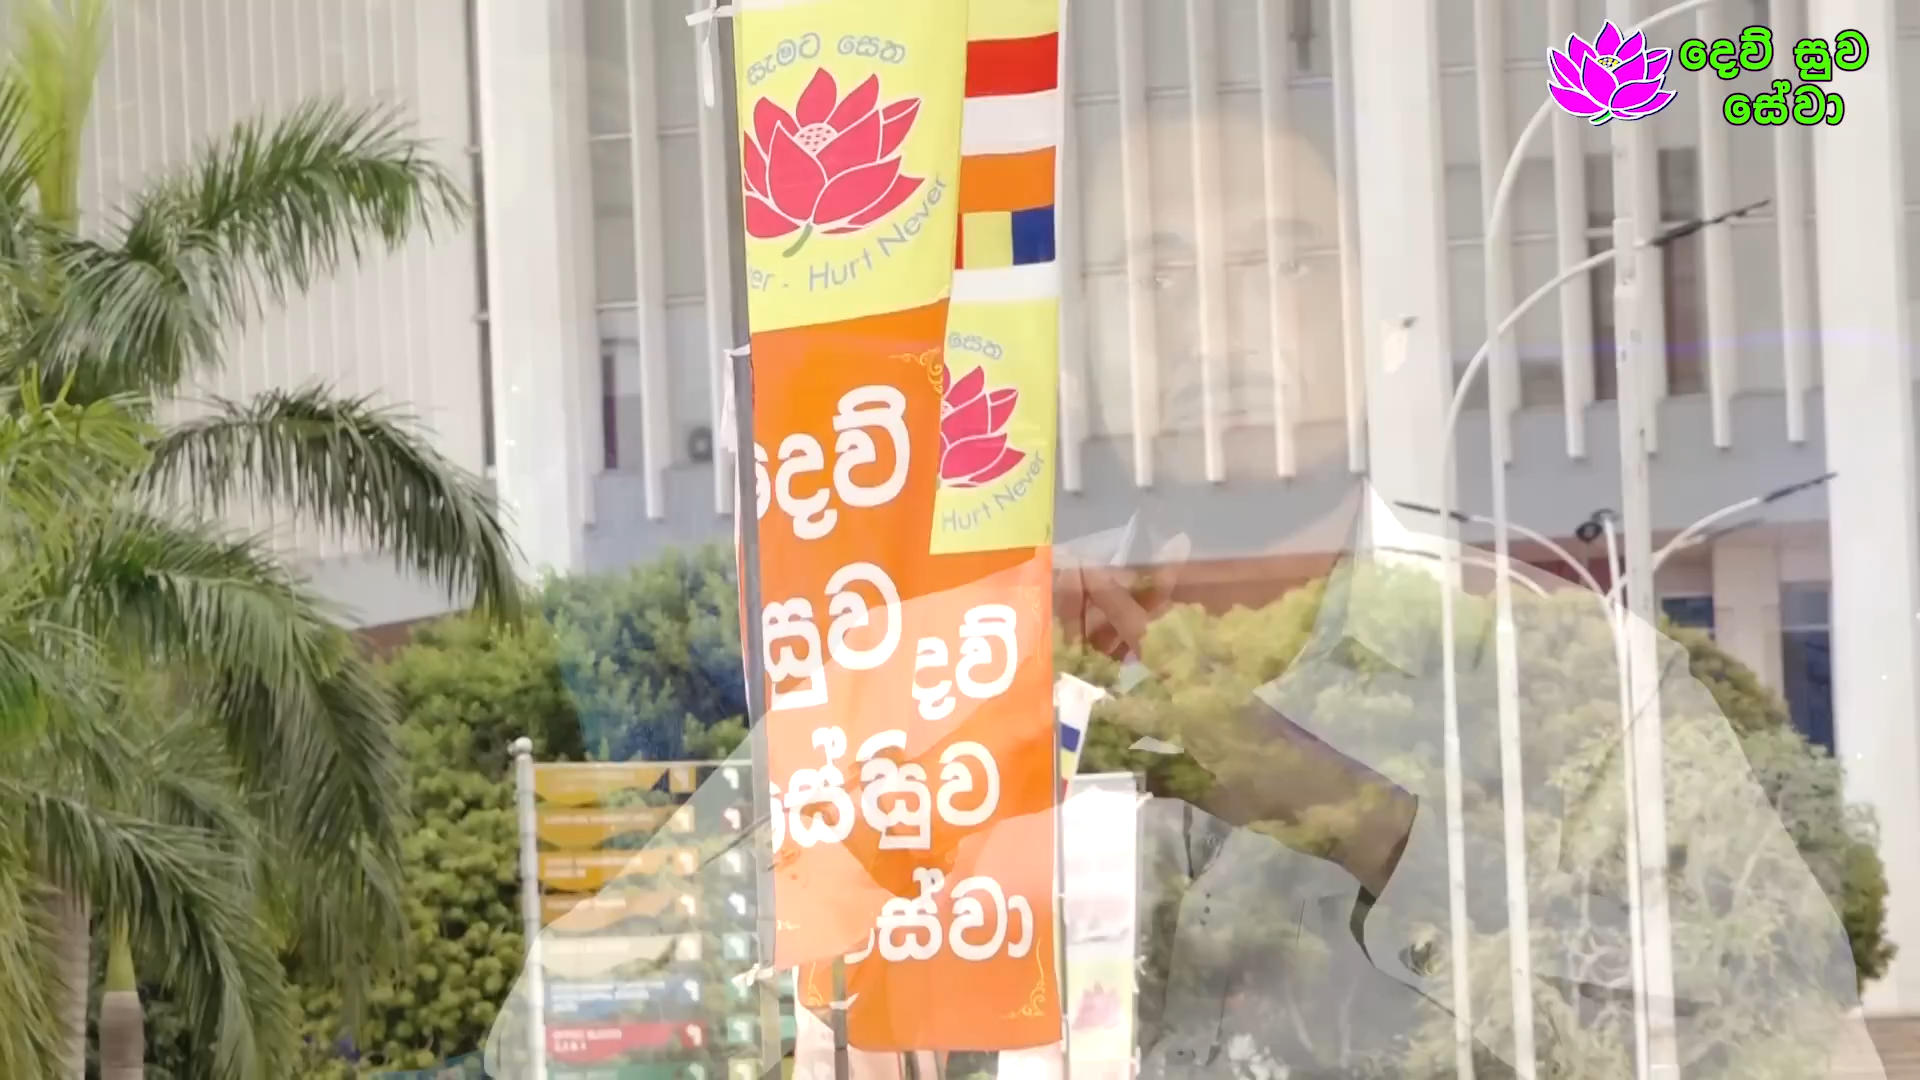 දෙව් සුව
සේවා
සැමට සෙත
Hurt Never
දෙව්
සුව
සෙත
Hurt Never
දෙව්
සුව
සේවා